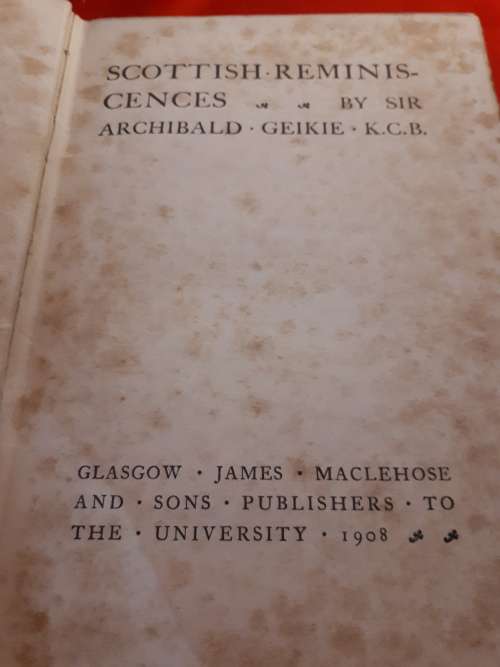 SCOTTISH · REMINIS-
CENCES BY SIR
ARCHIBALD · GEIKIE · K.C.B.
GLASGOW · JAMES · MACLEHOSE
AND · SONS · PUBLISHERS · TO
THE · UNIVERSITY · 1908